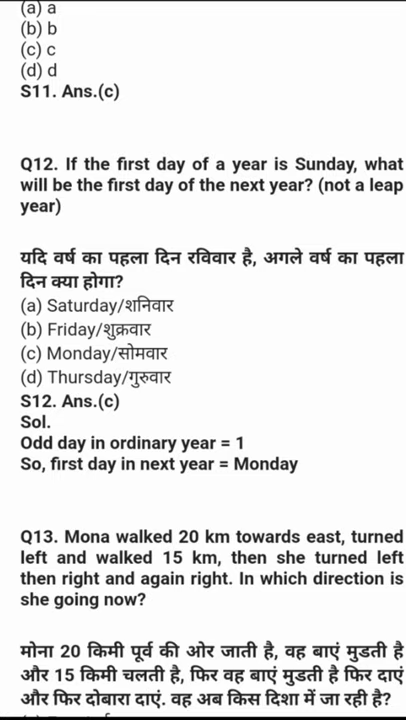 (a) a
(b) b
(c) c
(d) d
S11. Ans.(c)
Q12. If the first day of a year is Sunday, what
will be the first day of the next year? (not a leap
year)
यदि वर्ष का पहला दिन रविवार है, अगले वर्ष का पहला
दिन क्या होगा?
(a) Saturday/शनिवार
(b) Friday/शुक्रवार
(c) Monday/सोमवार
(d) Thursday/गुरुवार
S12. Ans.(c)
Sol.
Odd day in ordinary year = 1
So, first day in next year = Monday
Q13. Mona walked 20 km towards east, turned
left and walked 15 km, then she turned left
then right and again right. In which direction is
she going now?
मोना 20 किमी पूर्व की ओर जाती है, वह बाएं मुडती है
और 15 किमी चलती है, फिर वह बाएं मुडती है फिर दाएं
और फिर दोबारा दाएं. वह अब किस दिशा में जा रही है?